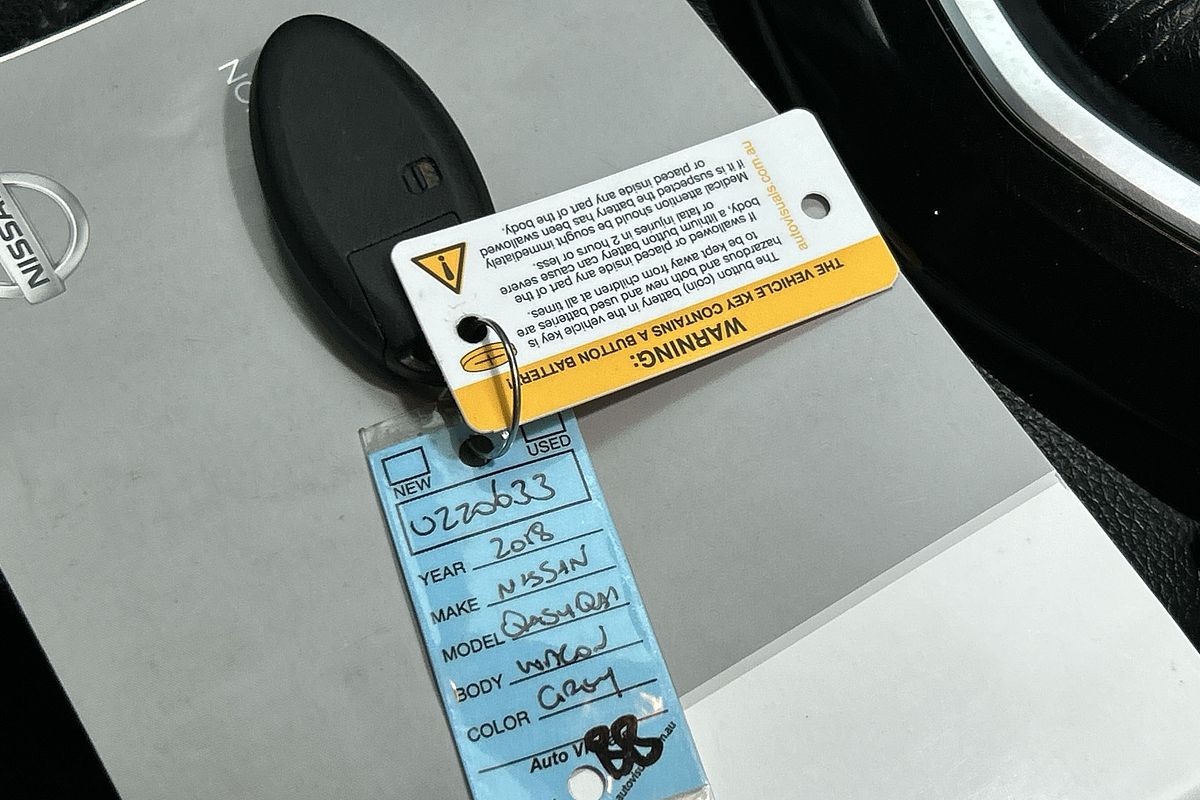 NISSAN
WARNING:
THE VEHICLE KEY CONTAINS A BUTTON BATTERY!
The button (coin) battery in the vehicle key is
hazardous and both new and used batteries are
to be kept away from children at all times.
If swallowed or placed inside any part of the
body, a lithium button battery can cause severe
or fatal injuries in 2 hours or less.
Medical attention should be sought immediately
if it is suspected the battery has been swallowed
or placed inside any part of the body.
autovisuals.com.au
NEW USED
U220633
YEAR 2018
MAKE NISSAN
MODEL QASHQAI
BODY WAGON
COLOR GREY
Auto
BB